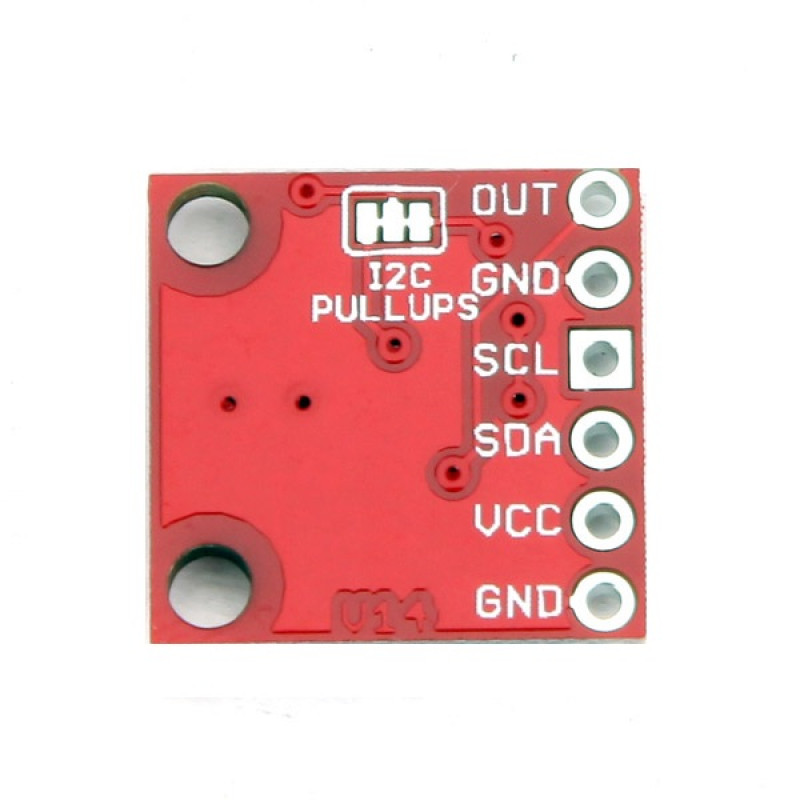 OUT
I2C
PULLUPS
GND
SCL
SDA
VCC
GND
V14